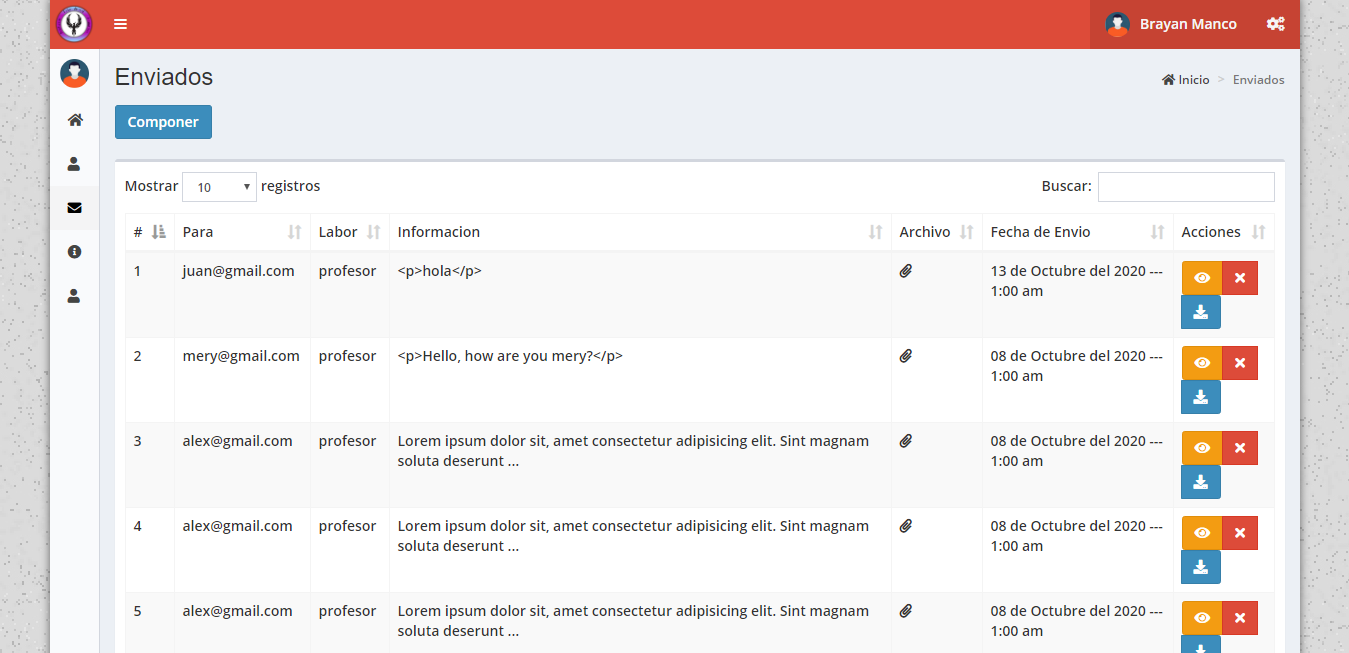 Brayan Manco
Enviados
Inicio > Enviados
Componer
Mostrar 10 registros
Buscar:
# Para Labor Informacion Archivo Fecha de Envio Acciones
1 juan@gmail.com profesor <p>hola</p> 13 de Octubre del 2020 ---
1:00 am
2 mery@gmail.com profesor <p>Hello, how are you mery?</p> 08 de Octubre del 2020 ---
1:00 am
3 alex@gmail.com profesor Lorem ipsum dolor sit, amet consectetur adipisicing elit. Sint magnam 08 de Octubre del 2020 ---
soluta deserunt ... 1:00 am
4 alex@gmail.com profesor Lorem ipsum dolor sit, amet consectetur adipisicing elit. Sint magnam 08 de Octubre del 2020 ---
soluta deserunt ... 1:00 am
5 alex@gmail.com profesor Lorem ipsum dolor sit, amet consectetur adipisicing elit. Sint magnam 08 de Octubre del 2020 ---
soluta deserunt ... 1:00 am